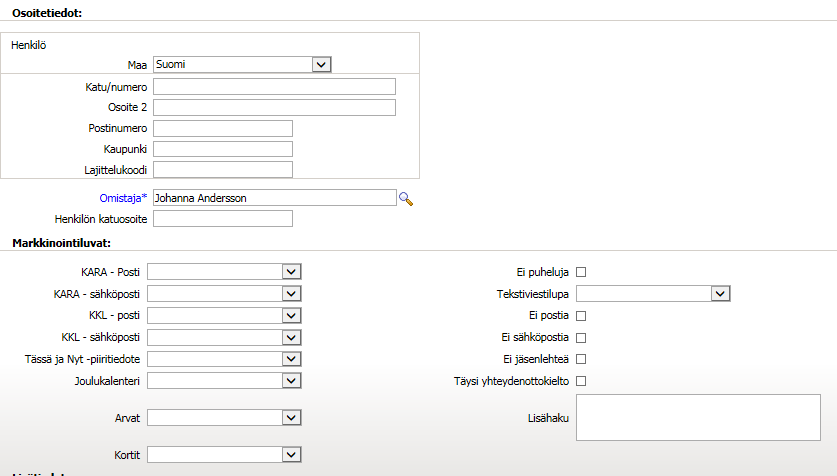 Osoitetiedot:
Henkilö
Maa Suomi
Katu/numero
Osoite 2
Postinumero
Kaupunki
Lajittelukoodi
Omistaja* Johanna Andersson
Henkilön katuosoite
Markkinointiluvat:
KARA - Posti Ei puheluja
KARA - sähköposti Tekstiviestilupa
KKL - posti Ei postia
KKL - sähköposti Ei sähköpostia
Tässä ja Nyt -piiritiedote Ei jäsenlehteä
Joulukalenteri Täysi yhteydenottokielto
Arvat Lisähaku
Kortit